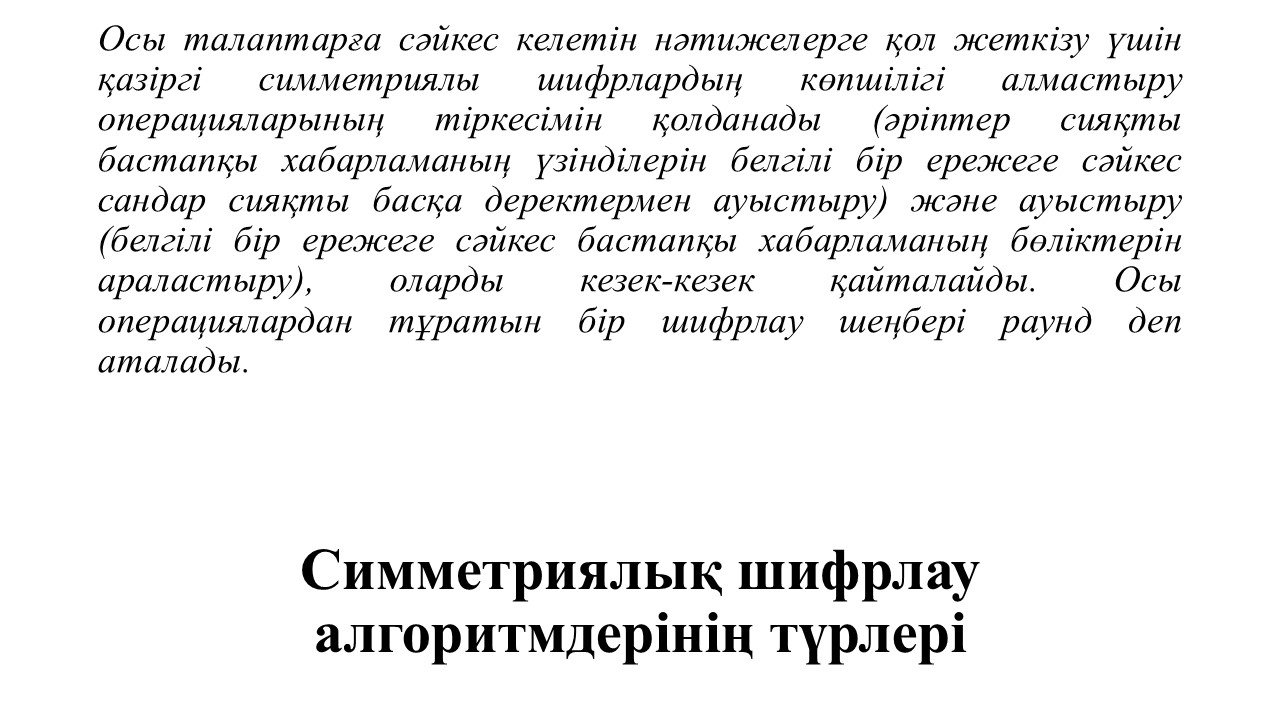 Осы талаптарға сәйкес келетін нәтижелерге қол жеткізу үшін
қазіргі симметриялы шифрлардың көпшілігі алмастыру
операцияларының тіркесімін қолданады (әріптер сияқты
бастапқы хабарламаның үзінділерін белгілі бір ережеге сәйкес
сандар сияқты басқа деректермен ауыстыру) және ауыстыру
(белгілі бір ережеге сәйкес бастапқы хабарламаның бөліктерін
араластыру), оларды кезек-кезек қайталайды. Осы
операциялардан тұратын бір шифрлау шеңбері раунд деп
аталады.
Симметриялық шифрлау
алгоритмдерінің түрлері